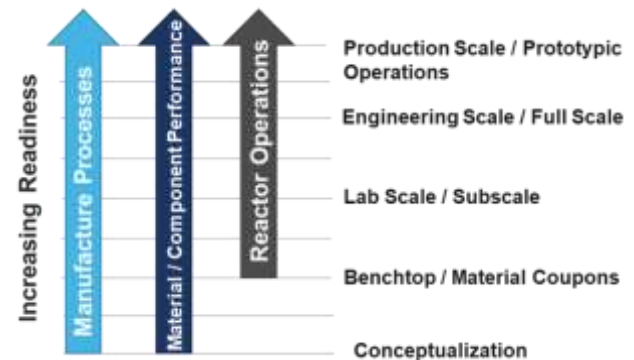 Increasing Readiness
Manufacture Processes
Material / Component Performance
Reactor Operations
Production Scale / Prototypic
Operations
Engineering Scale / Full Scale
Lab Scale / Subscale
Benchtop / Material Coupons
Conceptualization